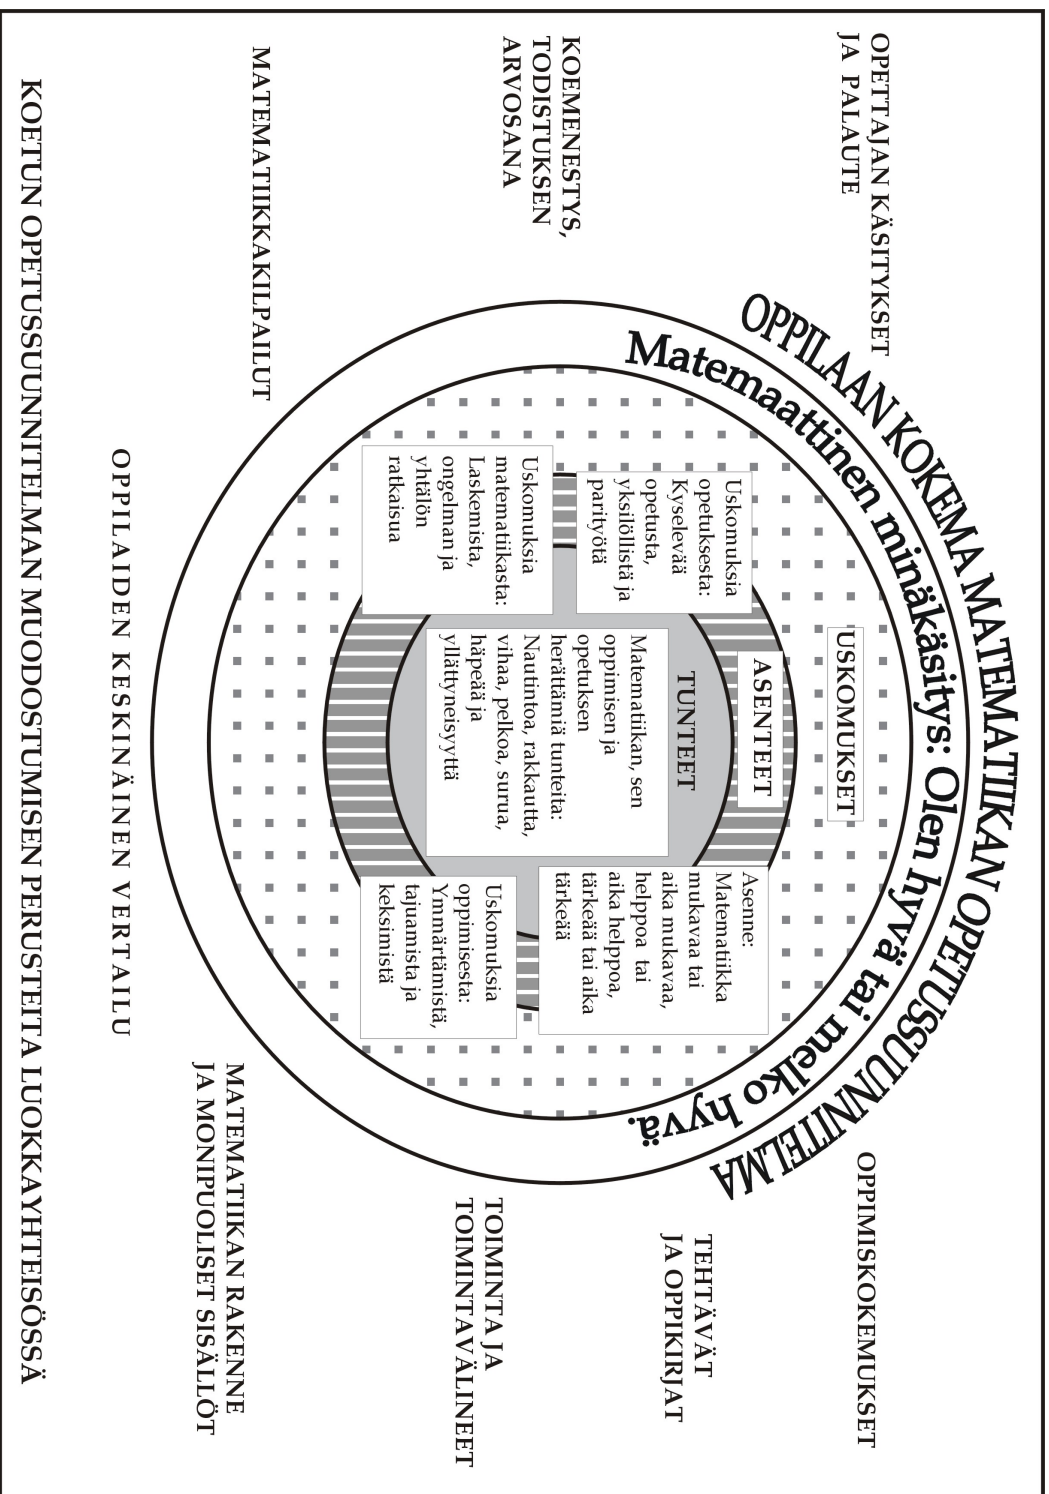 OPPILAAN KOKEMA MATEMATIIKAN OPETUSSUUNNITELMA
Matemaattinen minäkäsitys: Olen hyvä tai melko hyvä.
OPETTAJAN KÄSITYKSET
JA PALAUTE
KOEMENESTYS,
TODISTUKSEN
ARVOSANA
MATEMATIIKKAKILPAILUT
USKOMUKSET
ASENTEET
TUNTEET
Uskomuksia
opetuksesta:
Kyselevää
opetusta,
yksilöllistä ja
parityötä
Uskomuksia
matematiikasta:
Laskemista,
ongelman ja
yhtälön
ratkaisua
Matematiikan, sen
oppimisen ja
opetuksen
herättämiä tunteita:
Nautintoa, rakkautta,
vihaa, pelkoa, surua,
häpeää ja
yllättyneisyyttä
Asenne:
Matematiikka
mukavaa tai
aika mukavaa,
helppoa tai
aika helppoa,
tärkeää tai aika
tärkeää
Uskomuksia
oppimisesta:
Ymmärtämistä,
tajuamista ja
keksimistä
OPPIMISKOKEMUKSET
TEHTÄVÄT
JA OPPIKIRJAT
TOIMINTA JA
TOIMINTAVÄLINEET
MATEMATIIKAN RAKENNE
JA MONIPUOLISET SISÄLLÖT
OPPILAIDEN KESKINÄINEN VERTAILU
KOETUN OPETUSSUUNNITELMAN MUODOSTUMISEN PERUSTEITA LUOKKAYHTEISÖSSÄ